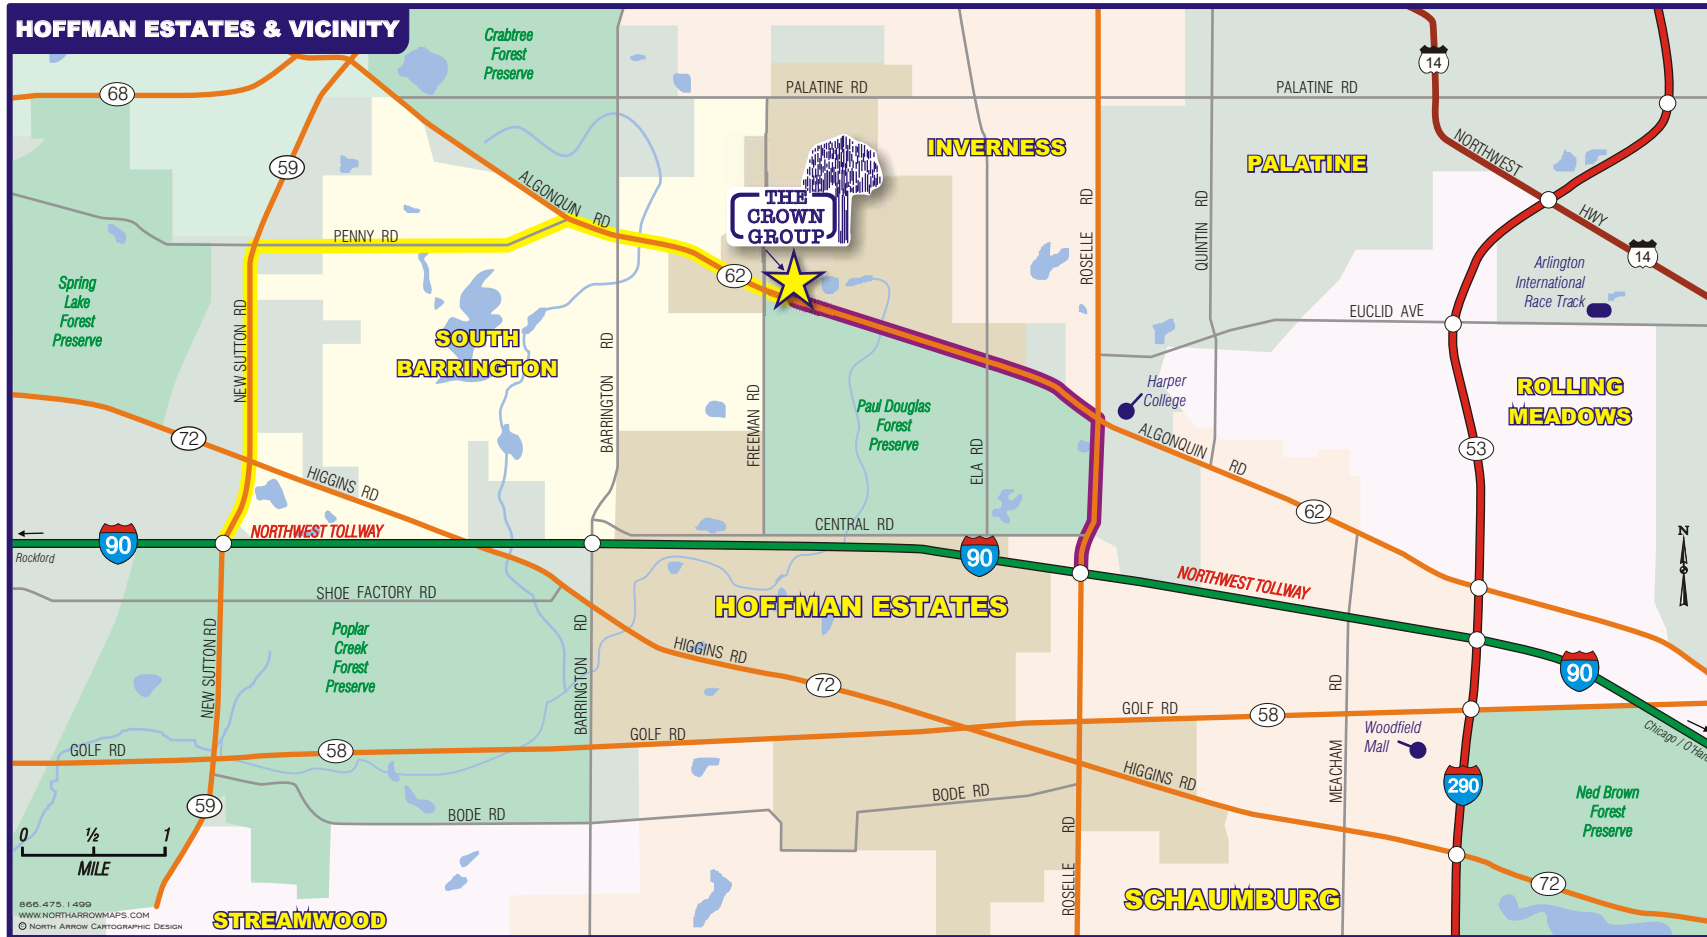 HOFFMAN ESTATES & VICINITY
Crabtree
Forest
Preserve
68
59
PALATINE RD
PALATINE RD
14
NORTHWEST
HWY
14
INVERNESS
PALATINE
THE
CROWN
GROUP
ALGONQUIN RD
PENNY RD
62
ROSELLE RD
QUINTIN RD
Arlington
International
Race Track
EUCLID AVE
Spring
Lake
Forest
Preserve
NEW SUTTON RD
SOUTH
BARRINGTON
BARRINGTON RD
FREEMAN RD
Paul Douglas
Forest
Preserve
ELA RD
Harper
College
ROLLING
MEADOWS
53
72
HIGGINS RD
ALGONQUIN RD
62
NORTHWEST TOLLWAY
CENTRAL RD
90
Rockford
90
NORTHWEST TOLLWAY
N
SHOE FACTORY RD
HOFFMAN ESTATES
Poplar
Creek
Forest
Preserve
NEW SUTTON RD
BARRINGTON RD
HIGGINS RD
72
90
Chicago / O'Hare
MEACHAM RD
GOLF RD
58
GOLF RD
GOLF RD
58
Woodfield
Mall
HIGGINS RD
290
Ned Brown
Forest
Preserve
59
BODE RD
BODE RD
ROSELLE RD
0 ½ 1
MILE
72
SCHAUMBURG
STREAMWOOD
866.475.1499
WWW.NORTHARROWMAPS.COM
© North Arrow Cartographic Design